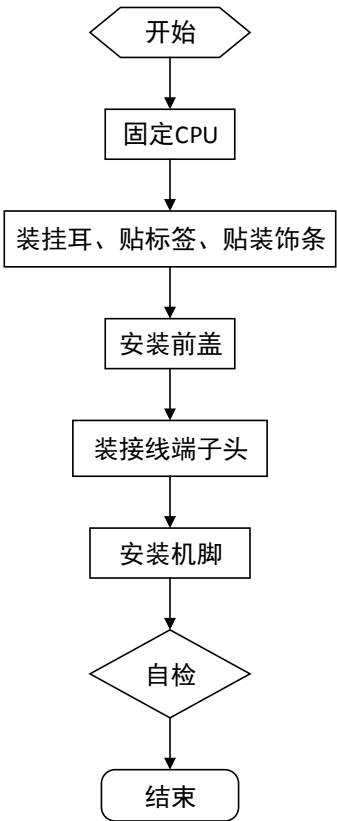 开始
固定CPU
装挂耳、贴标签、贴装饰条
安装前盖
装接线端子头
安装机脚
自检
结束